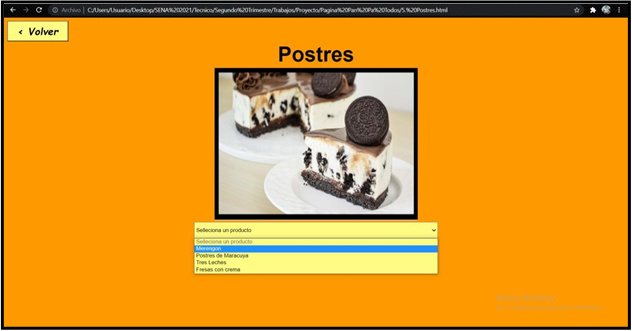 Archivo | C:/Users/Usuario/Desktop/SENA%202021/Tecnico/Segundo%20Trimestre/Trabajos/Proyecto/Pagina%20Pan%20Pa%20Todos/5.%20Postres.html
< Volver
Postres
Selecciona un producto
Selecciona un producto
Merengon
Postres de Maracuya
Tres Leches
Fresas con crema